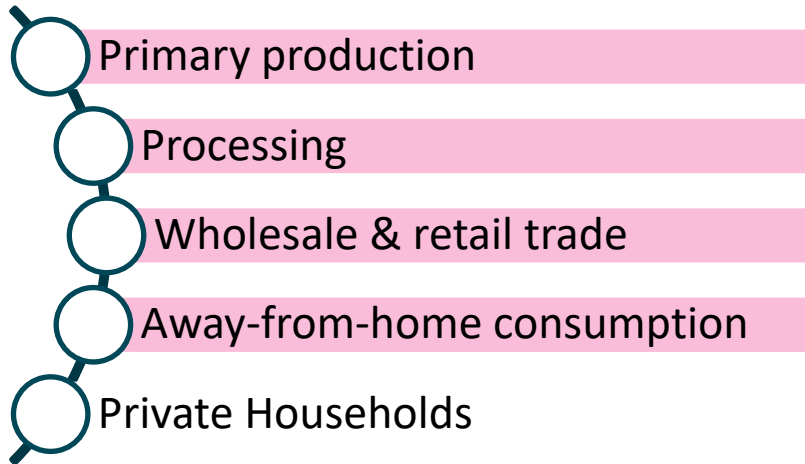 Primary production
Processing
Wholesale & retail trade
Away-from-home consumption
Private Households